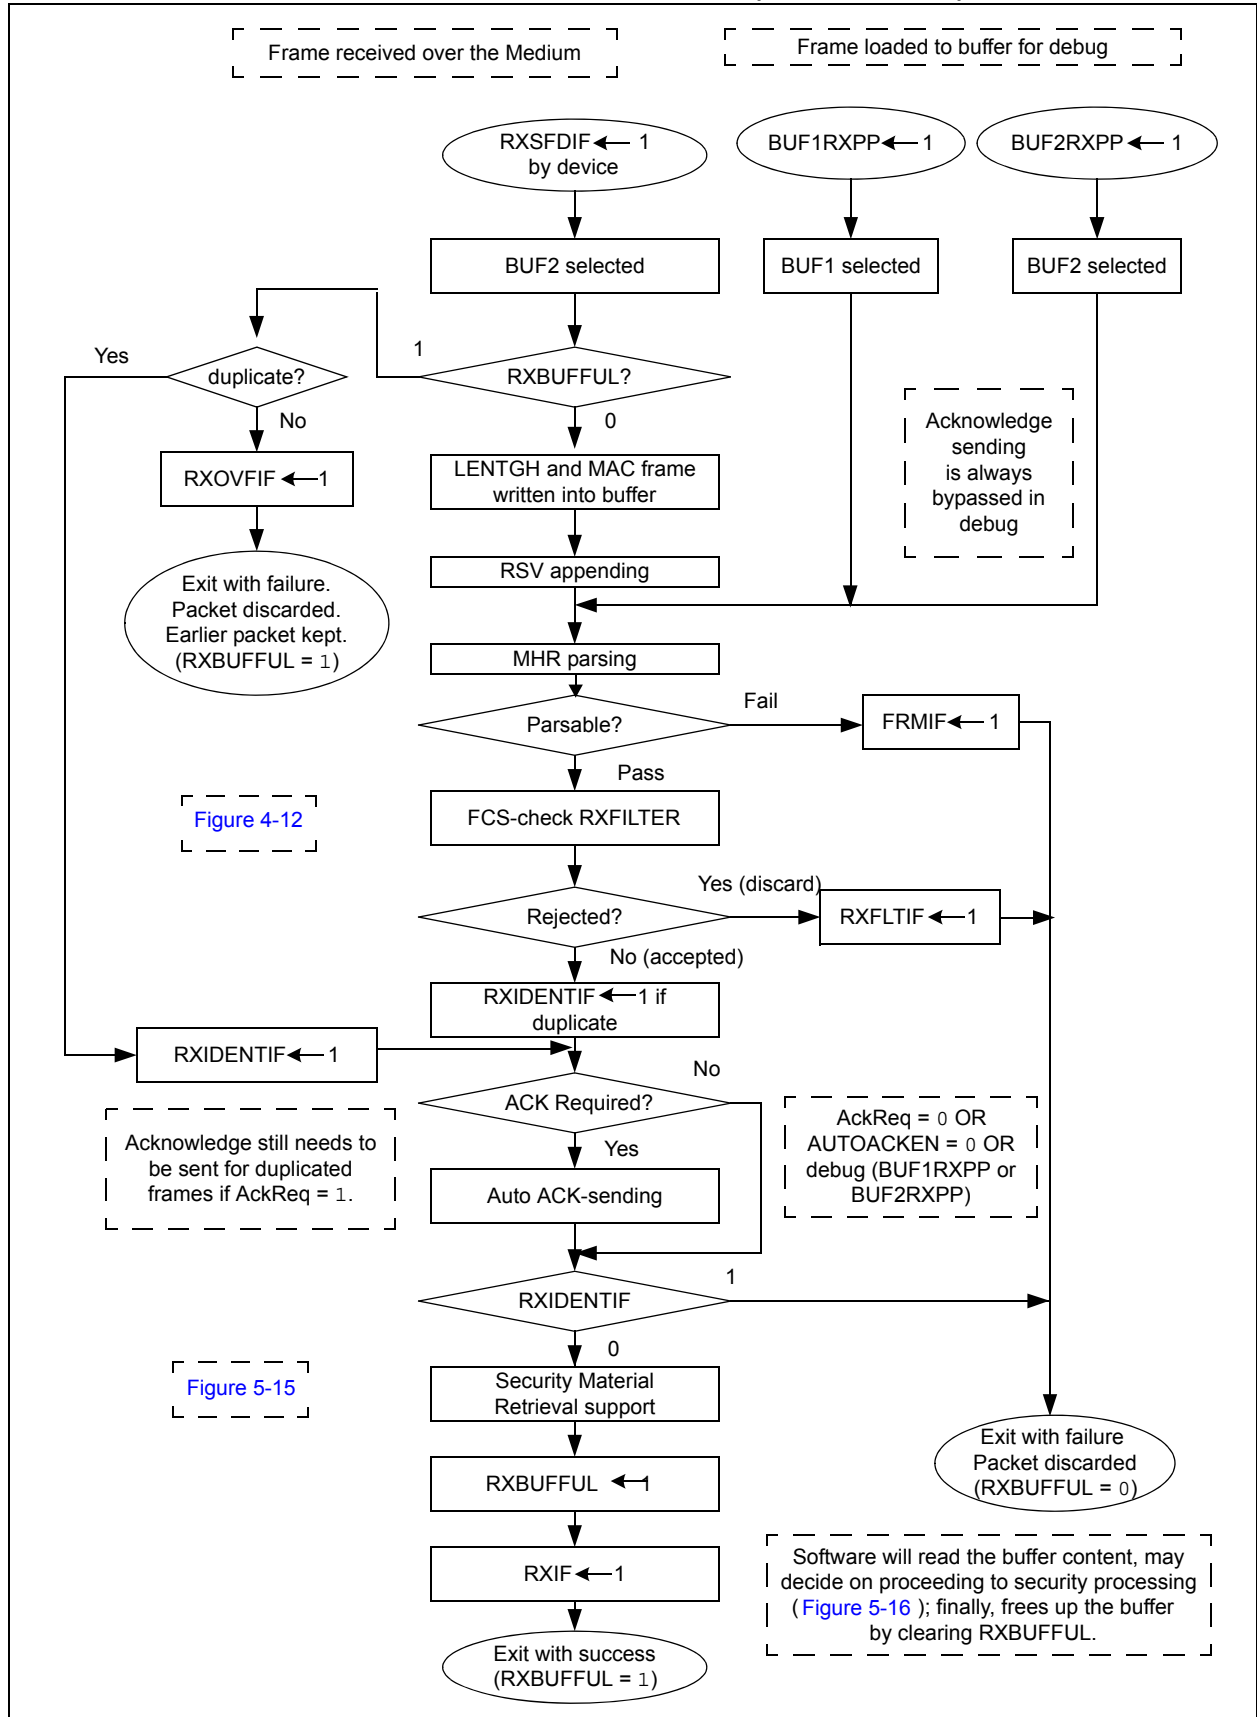 Frame received over the Medium
Frame loaded to buffer for debug
RXSFDIF 1
by device
BUF1RXPP 1
BUF2RXPP 1
BUF2 selected
BUF1 selected
BUF2 selected
Yes
duplicate?
1
RXBUFFUL?
No
0
RXOVFIF 1
LENTGH and MAC frame
written into buffer
Acknowledge
sending
is always
bypassed in
debug
RSV appending
Exit with failure.
Packet discarded.
Earlier packet kept.
(RXBUFFUL = 1)
MHR parsing
Parsable?
Fail
FRMIF 1
Pass
Figure 4-12
FCS-check RXFILTER
Rejected?
Yes (discard)
RXFLTIF 1
No (accepted)
RXIDENTIF 1 if
duplicate
RXIDENTIF 1
No
ACK Required?
Acknowledge still needs to
be sent for duplicated
frames if AckReq = 1.
Yes
AckReq = 0 OR
AUTOACKEN = 0 OR
debug (BUF1RXPP or
BUF2RXPP)
Auto ACK-sending
1
RXIDENTIF
0
Figure 5-15
Security Material
Retrieval support
Exit with failure
Packet discarded
(RXBUFFUL = 0)
RXBUFFUL 1
RXIF 1
Software will read the buffer content, may
decide on proceeding to security processing
(Figure 5-16 ); finally, frees up the buffer
by clearing RXBUFFUL.
Exit with success
(RXBUFFUL = 1)